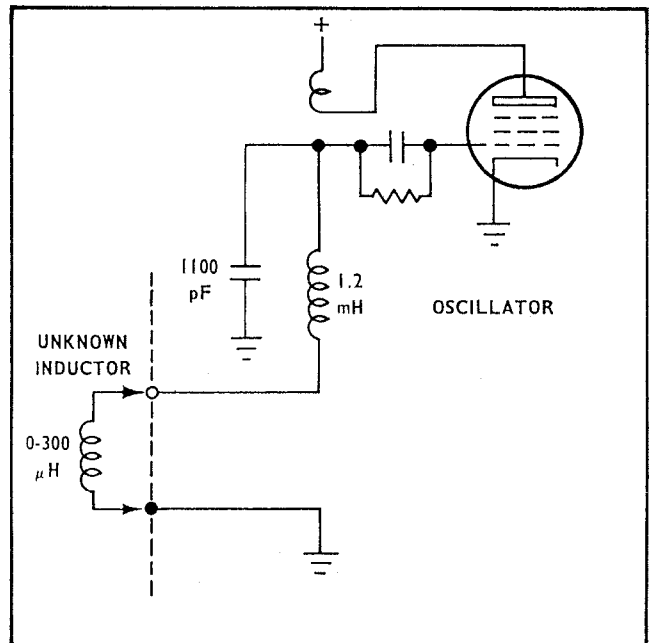 +
1100
pF
1.2
mH
OSCILLATOR
UNKNOWN
INDUCTOR
0-300
μH